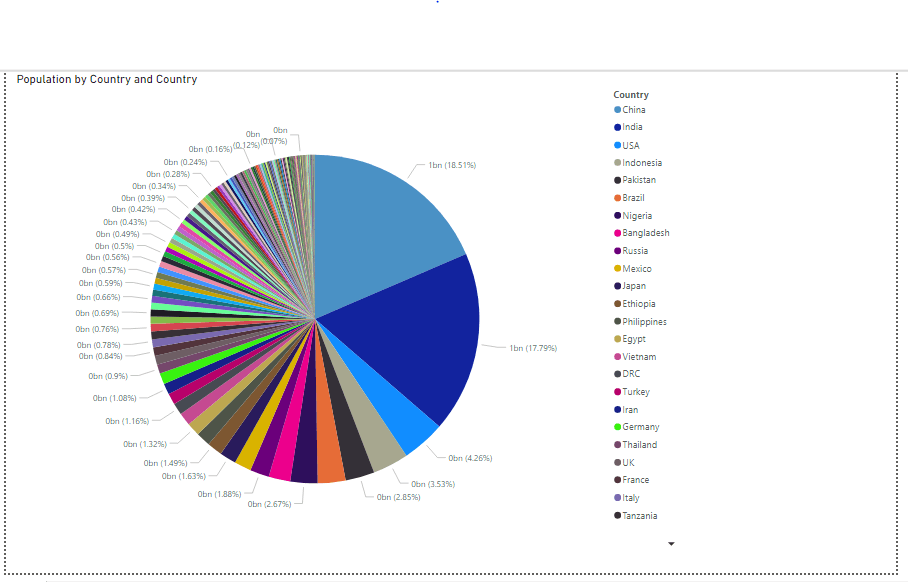 Population by Country and Country
Country
China
India
USA
Indonesia
Pakistan
Brazil
Nigeria
Bangladesh
Russia
Mexico
Japan
Ethiopia
Philippines
Egypt
Vietnam
DRC
Turkey
Iran
Germany
Thailand
UK
France
Italy
Tanzania
1bn (18.51%)
1bn (17.79%)
0bn (4.26%)
0bn (3.53%)
0bn (2.85%)
0bn (2.67%)
0bn (1.88%)
0bn (1.63%)
0bn (1.49%)
0bn (1.32%)
0bn (1.16%)
0bn (1.08%)
0bn (0.9%)
0bn (0.84%)
0bn (0.78%)
0bn (0.76%)
0bn (0.69%)
0bn (0.66%)
0bn (0.59%)
0bn (0.57%)
0bn (0.56%)
0bn (0.5%)
0bn (0.49%)
0bn (0.43%)
0bn (0.42%)
0bn (0.39%)
0bn (0.34%)
0bn (0.28%)
0bn (0.24%)
0bn (0.16%)
0bn
(0.12%)
0bn
(0.07%)